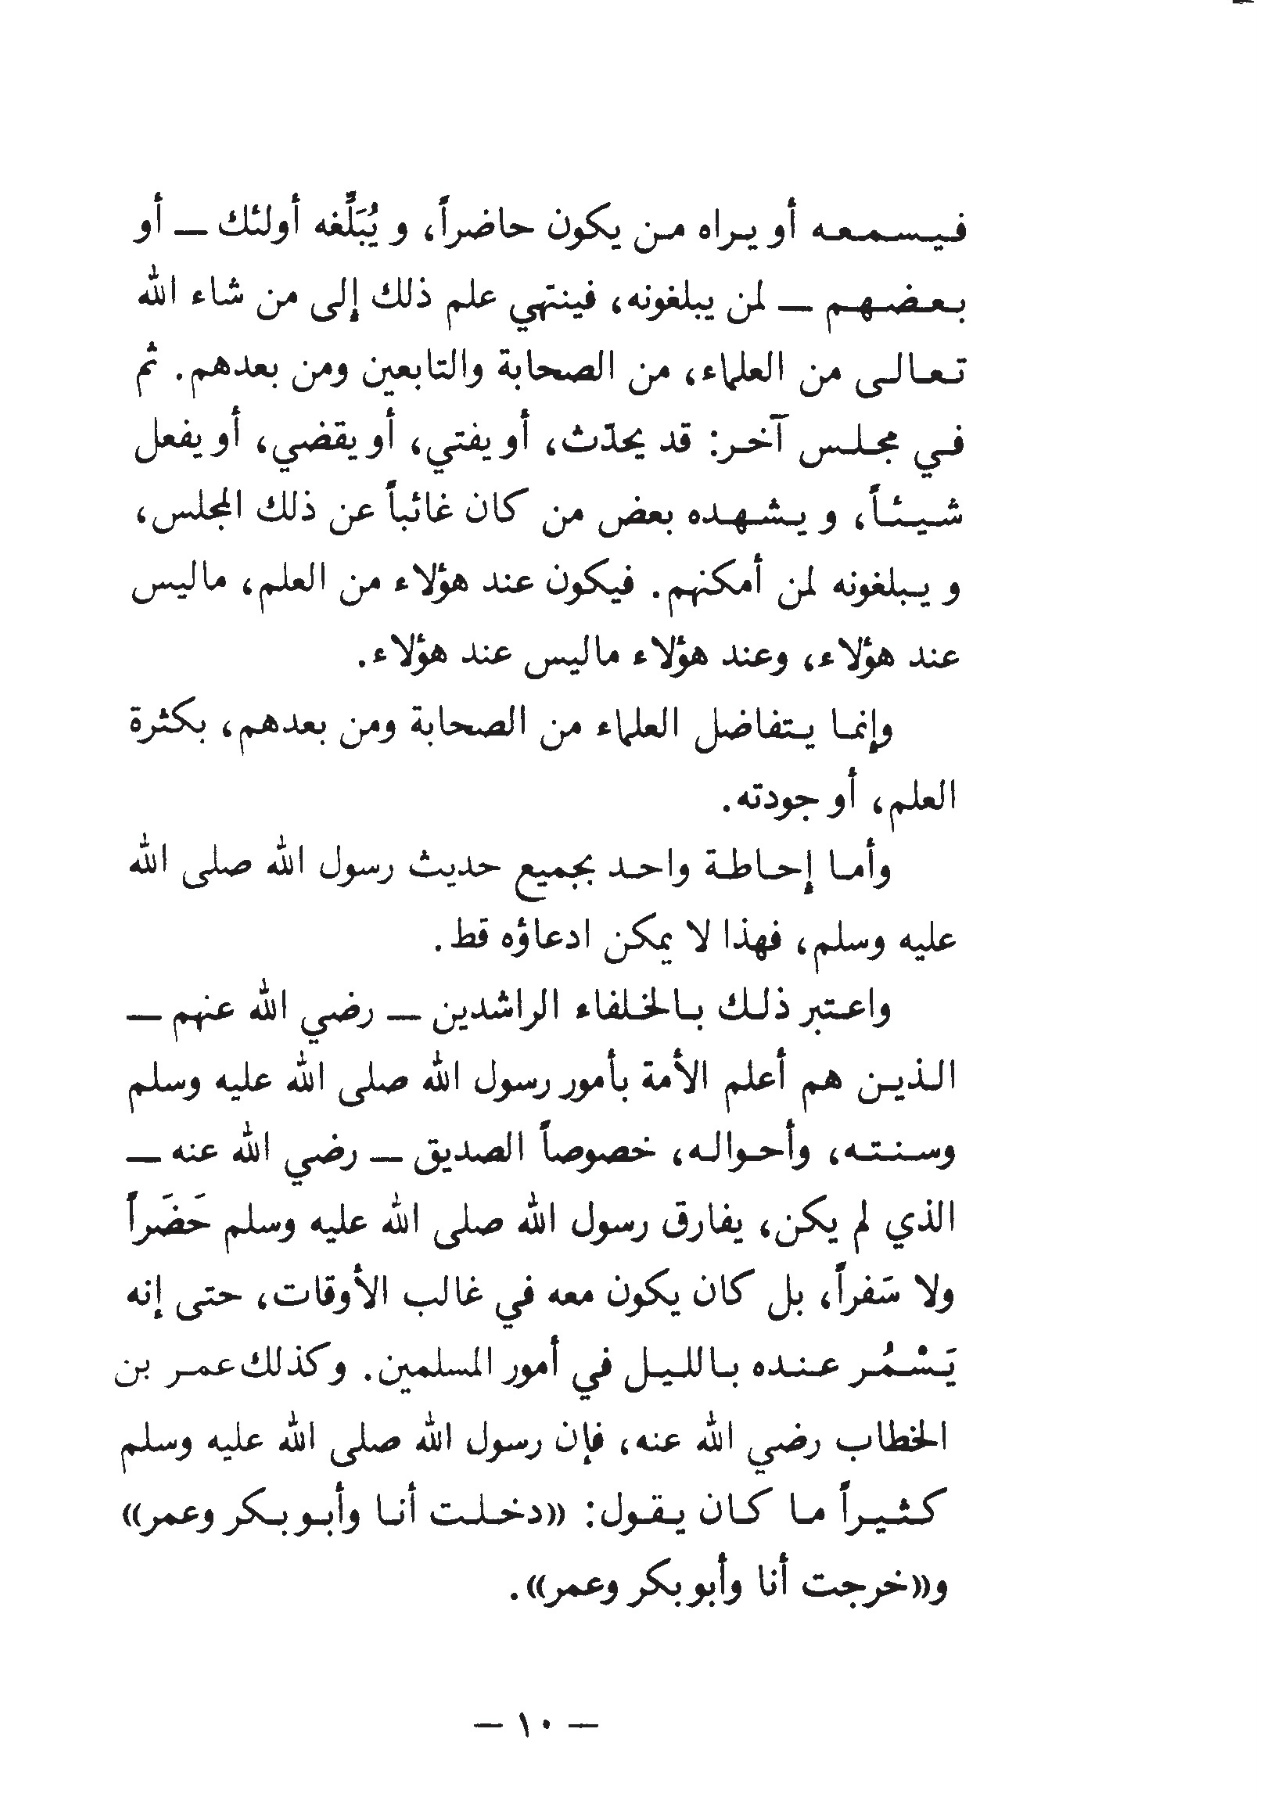 فيسمعه أو يراه من يكون حاضراً، و يُبَلِّغه أولئك — أو
بعضهم — لمن يبلغونه، فينتهي علم ذلك إلى من شاء الله
تعالى من العلماء، من الصحابة والتابعين ومن بعدهم. ثم
في مجلس آخر: قد يحدّث، أو يفتي، أو يقضي، أو يفعل
شيئاً، و يشهده بعض من كان غائباً عن ذلك المجلس،
و يبلغونه لمن أمكنهم. فيكون عند هؤلاء من العلم، ماليس
عند هؤلاء، وعند هؤلاء ماليس عند هؤلاء.
وإنما يتفاضل العلماء من الصحابة ومن بعدهم، بكثرة
العلم، أو جودته.
وأما إحاطة واحد بجميع حديث رسول الله صلى الله
عليه وسلم، فهذا لا يمكن ادعاؤه قط.
واعتبر ذلك بالخلفاء الراشدين — رضي الله عنهم —
الذين هم أعلم الأمة بأمور رسول الله صلى الله عليه وسلم
وسنته، وأحواله، خصوصاً الصديق — رضي الله عنه —
الذي لم يكن، يفارق رسول الله صلى الله عليه وسلم حَضَراً
ولا سَفراً، بل كان يكون معه في غالب الأوقات، حتى إنه
يَسْمُر عنده بالليل في أمور المسلمين. وكذلك عمر بن
الخطاب رضي الله عنه، فإن رسول الله صلى الله عليه وسلم
كثيراً ما كان يقول: «دخلت أنا وأبو بكر وعمر»
و«خرجت أنا وأبو بكر وعمر».
— ١٠ —